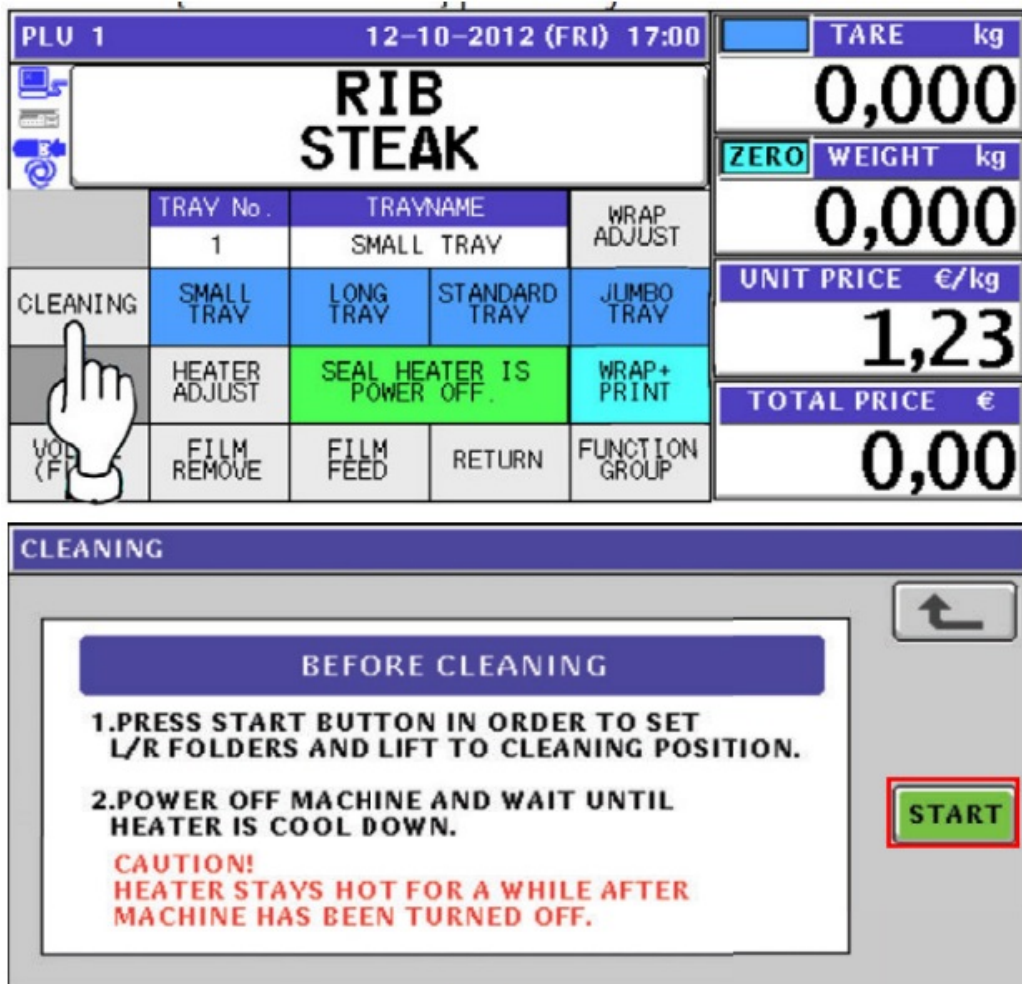 PLU 1 12-10-2012 (FRI) 17:00
RIB
STEAK
TRAY No. TRAYNAME
1 SMALL TRAY
WRAP
ADJUST
CLEANING
SMALL
TRAY
LONG
TRAY
STANDARD
TRAY
JUMBO
TRAY
HEATER
ADJUST
SEAL HEATER IS
POWER OFF.
WRAP+
PRINT
FILM
REMOVE
FILM
FEED
RETURN
FUNCTION
GROUP
TARE kg
0,000
ZERO WEIGHT kg
0,000
UNIT PRICE €/kg
1,23
TOTAL PRICE €
0,00
CLEANING
BEFORE CLEANING
1.PRESS START BUTTON IN ORDER TO SET
L/R FOLDERS AND LIFT TO CLEANING POSITION.
2.POWER OFF MACHINE AND WAIT UNTIL
HEATER IS COOL DOWN.
CAUTION!
HEATER STAYS HOT FOR A WHILE AFTER
MACHINE HAS BEEN TURNED OFF.
START